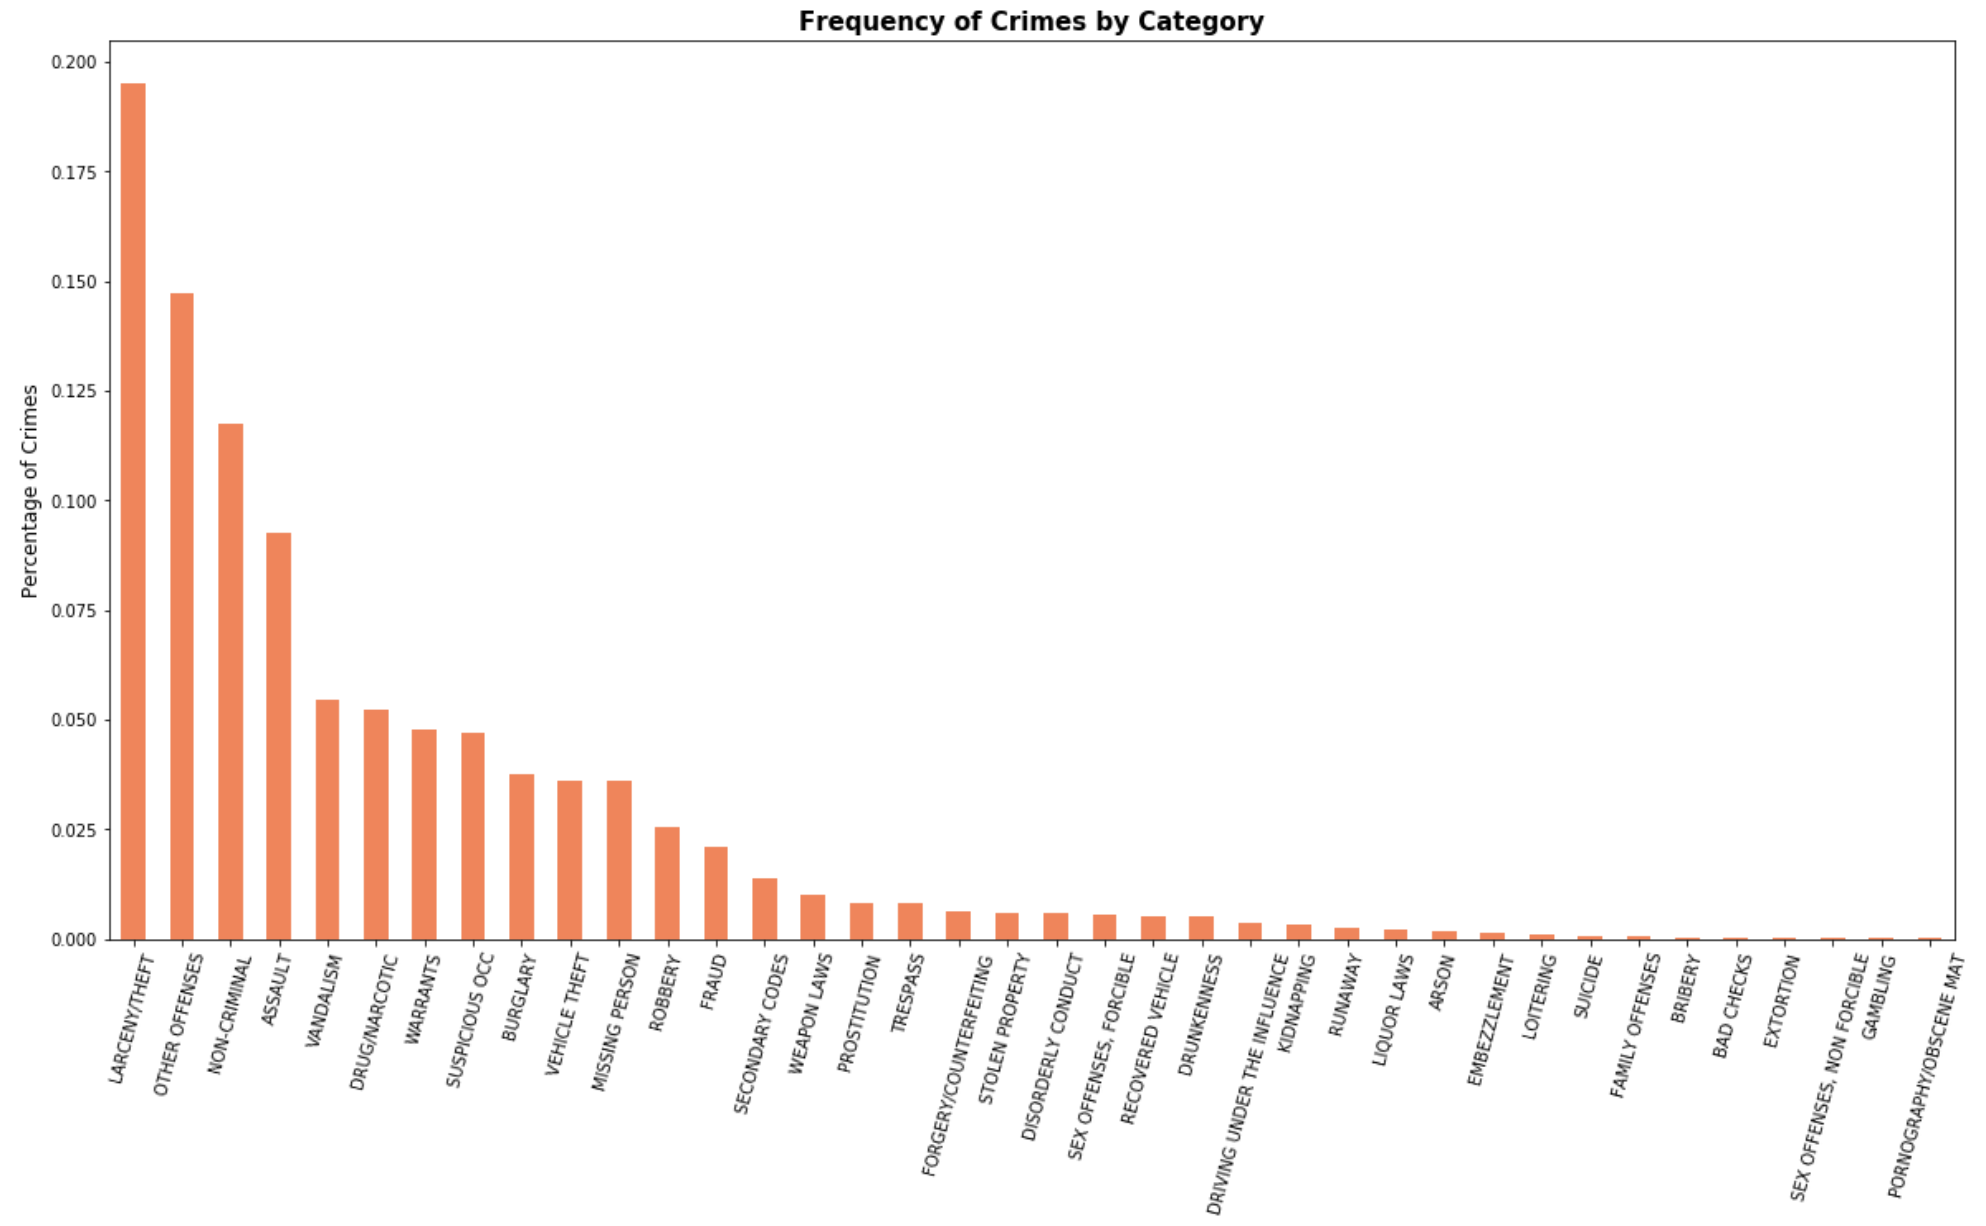 Frequency of Crimes by Category
Percentage of Crimes
0.200
0.175
0.150
0.125
0.100
0.075
0.050
0.025
0.000
LARCENY/THEFT
OTHER OFFENSES
NON-CRIMINAL
ASSAULT
VANDALISM
DRUG/NARCOTIC
WARRANTS
SUSPICIOUS OCC
BURGLARY
VEHICLE THEFT
MISSING PERSON
ROBBERY
FRAUD
SECONDARY CODES
WEAPON LAWS
PROSTITUTION
TRESPASS
FORGERY/COUNTERFEITING
STOLEN PROPERTY
DISORDERLY CONDUCT
SEX OFFENSES, FORCIBLE
RECOVERED VEHICLE
DRUNKENNESS
DRIVING UNDER THE INFLUENCE
KIDNAPPING
RUNAWAY
LIQUOR LAWS
ARSON
EMBEZZLEMENT
LOITERING
SUICIDE
FAMILY OFFENSES
BRIBERY
BAD CHECKS
EXTORTION
SEX OFFENSES, NON FORCIBLE
GAMBLING
PORNOGRAPHY/OBSCENE MAT